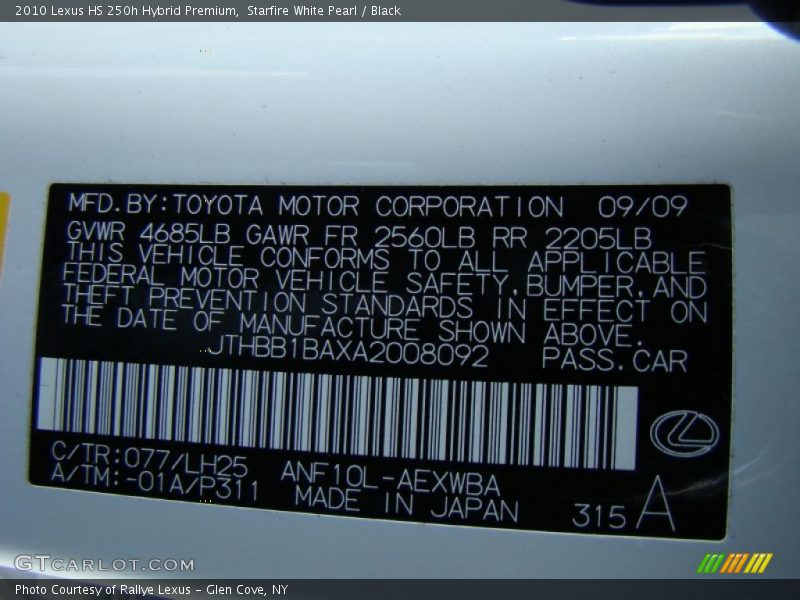 2010 Lexus HS 250h Hybrid Premium,  Starfire White Pearl / Black
MFD.BY:TOYOTA MOTOR CORPORATION 09/09
GVWR 4685LB GAWR FR 2560LB RR 2205LB
THIS VEHICLE CONFORMS TO ALL APPLICABLE
FEDERAL MOTOR VEHICLE SAFETY,BUMPER,AND
THEFT PREVENTION STANDARDS IN EFFECT ON
THE DATE OF MANUFACTURE SHOWN ABOVE.
JTHBB1BAXA2008092 PASS.CAR
C/TR:077/LH25 ANF10L-AEXWBA
A/TM:-01A/P311 MADE IN JAPAN 315 A
GTCARLOT.COM
Photo Courtesy of Rallye Lexus - Glen Cove, NY